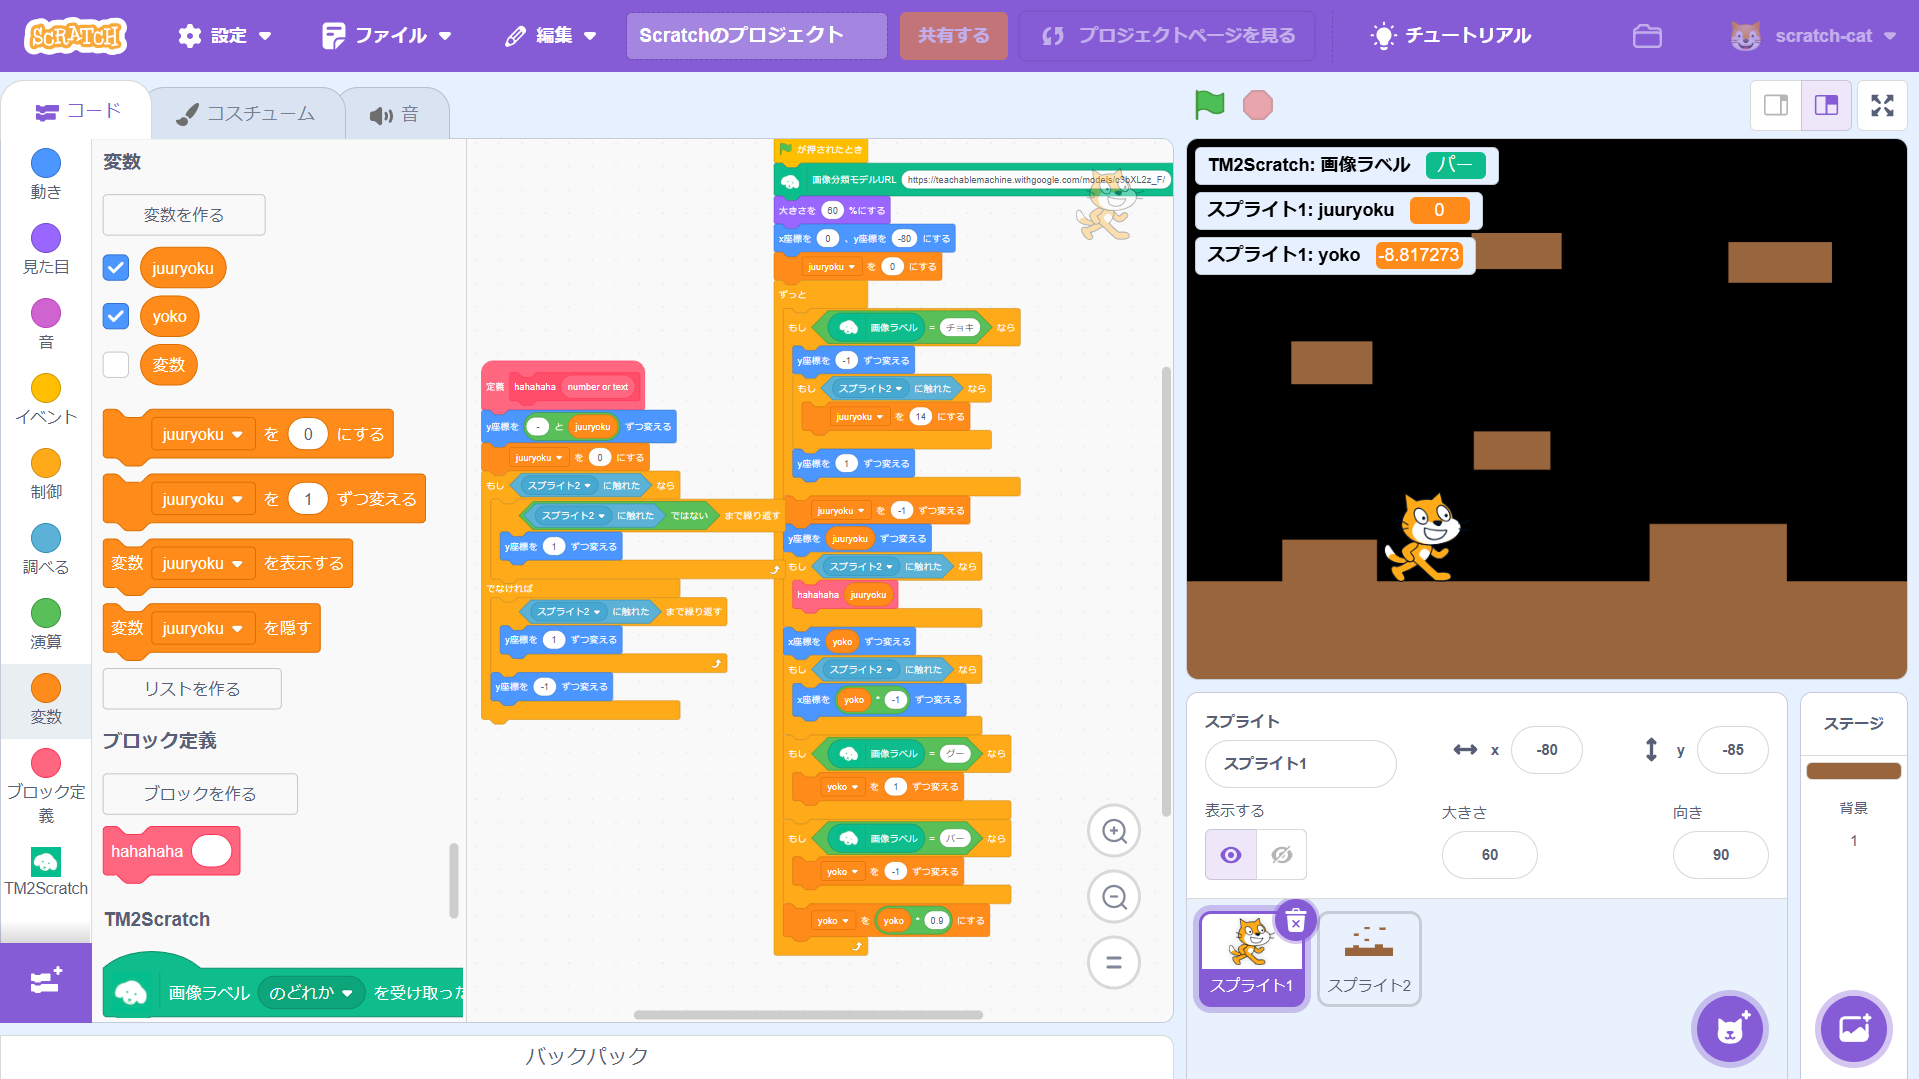 SCRATCH
設定
ファイル
編集
Scratchのプロジェクト
共有する
プロジェクトページを見る
チュートリアル
scratch-cat
コード
コスチューム
音
動き
見た目
音
イベント
制御
調べる
演算
変数
ブロック定
義
TM2Scratch
変数
変数を作る
juuryoku
yoko
変数
juuryoku を 0 にする
juuryoku を 1 ずつ変える
変数 juuryoku を表示する
変数 juuryoku を隠す
リストを作る
ブロック定義
ブロックを作る
hahahaha
TM2Scratch
画像ラベル のどれか を受け取った
定義 hahahaha number or text
y座標を - と juuryoku ずつ変える
juuryoku を 0 にする
もし スプライト2 に触れた なら
スプライト2 に触れた ではない まで繰り返す
y座標を 1 ずつ変える
でなければ
スプライト2 に触れた まで繰り返す
y座標を 1 ずつ変える
y座標を -1 ずつ変える
が押されたとき
画像分類モデルURL https://teachablemachine.withgoogle.com/models/c3bXL2z_F/
大きさを 60 %にする
x座標を 0 、y座標を -80 にする
juuryoku を 0 にする
ずっと
もし 画像ラベル = チョキ なら
y座標を -1 ずつ変える
もし スプライト2 に触れた なら
juuryoku を 14 にする
y座標を 1 ずつ変える
juuryoku を -1 ずつ変える
y座標を juuryoku ずつ変える
もし スプライト2 に触れた なら
hahahaha juuryoku
x座標を yoko ずつ変える
もし スプライト2 に触れた なら
x座標を yoko * -1 ずつ変える
もし 画像ラベル = グー なら
yoko を 1 ずつ変える
もし 画像ラベル = パー なら
yoko を -1 ずつ変える
yoko を yoko * 0.9 にする
バックパック
TM2Scratch: 画像ラベル パー
スプライト1: juuryoku 0
スプライト1: yoko -8.817273
スプライト
スプライト1
x -80
y -85
表示する
大きさ
60
向き
90
スプライト1
スプライト2
ステージ
背景
1